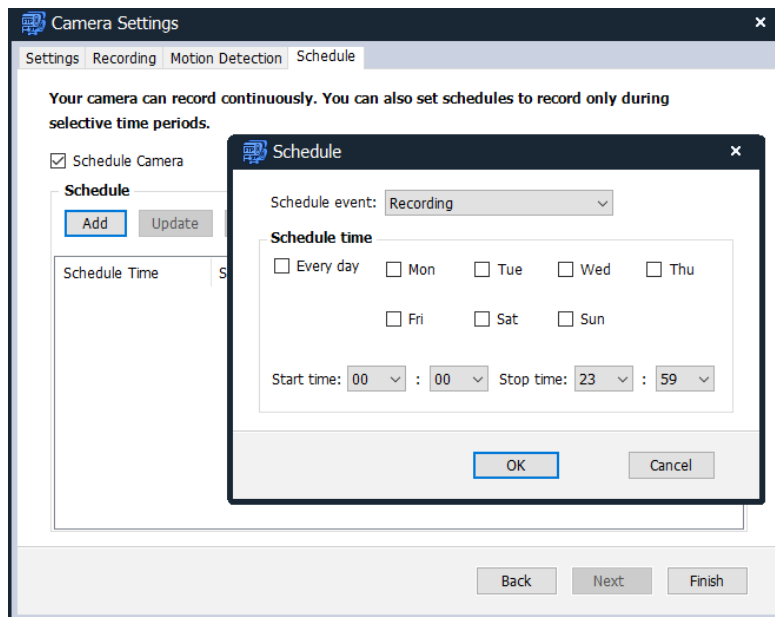 Camera Settings
Settings Recording Motion Detection Schedule
Your camera can record continuously. You can also set schedules to record only during
selective time periods.
Schedule Camera
Schedule
Add Update
Schedule Time S
Schedule
Schedule event: Recording
Schedule time
Every day Mon Tue Wed Thu
Fri Sat Sun
Start time: 00 : 00 Stop time: 23 : 59
OK Cancel
Back Next Finish